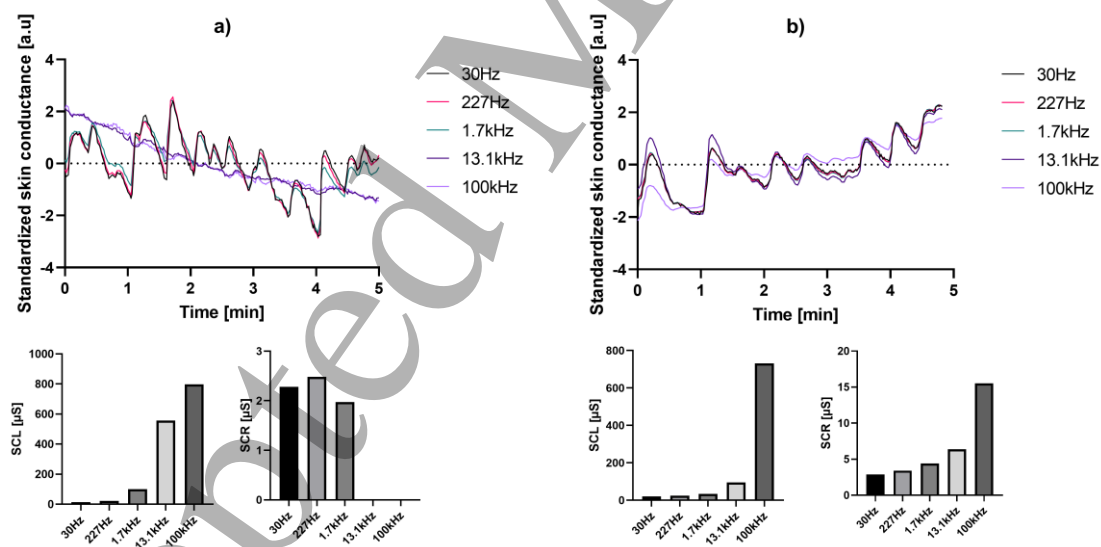 a)
Standardized skin conductance [a.u]
4
2
0
-2
-4
0 1 2 3 4 5
Time [min]
30Hz
227Hz
1.7kHz
13.1kHz
100kHz
b)
Standardized skin conductance [a.u]
4
2
0
-2
-4
0 1 2 3 4 5
Time [min]
30Hz
227Hz
1.7kHz
13.1kHz
100kHz
SCL [µS]
1000
800
600
400
200
0
30Hz 227Hz 1.7kHz 13.1kHz 100kHz
SCR [µS]
3
2
1
0
30Hz 227Hz 1.7kHz 13.1kHz 100kHz
SCL [µS]
800
600
400
200
0
30Hz 227Hz 1.7kHz 13.1kHz 100kHz
SCR [µS]
20
15
10
5
0
30Hz 227Hz 1.7kHz 13.1kHz 100kHz
pted M